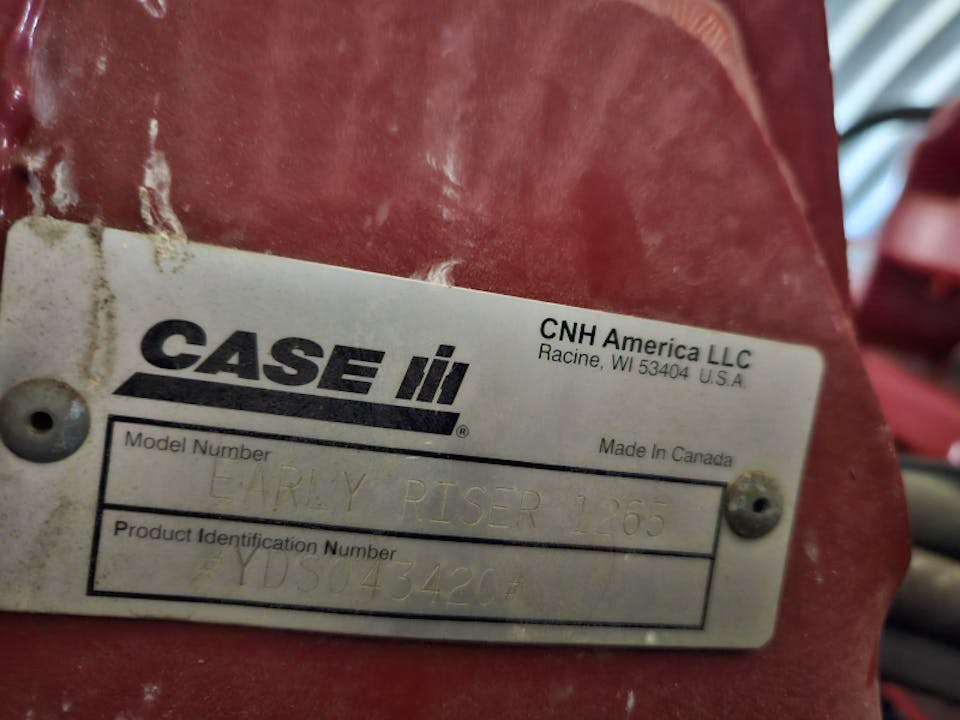 CASE IH ®
CNH America LLC
Racine, WI 53404 U.S.A.
Made In Canada
Model Number
EARLY RISER 1265
Product Identification Number
*YDS043420*